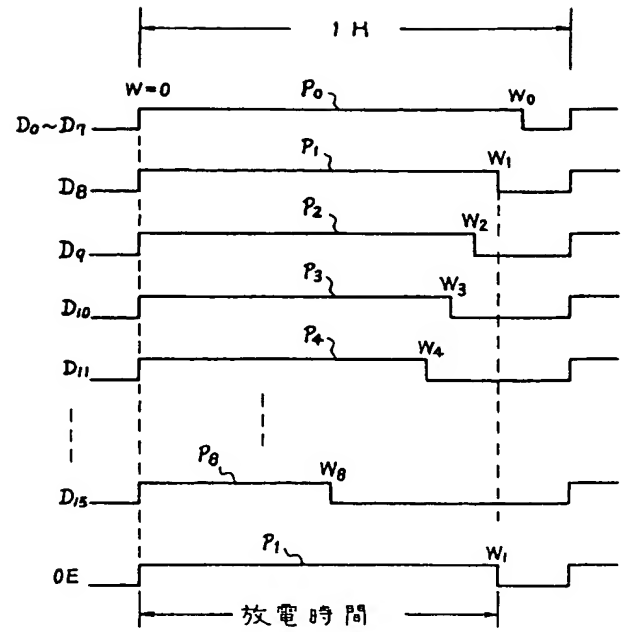 1H
W=0 P₀ W₀
D₀~D₇
P₁ W₁
D₈
P₂ W₂
D₉
P₃ W₃
D₁₀
P₄ W₄
D₁₁
P₈ W₈
D₁₅
P₁ W₁
OE
放電時間